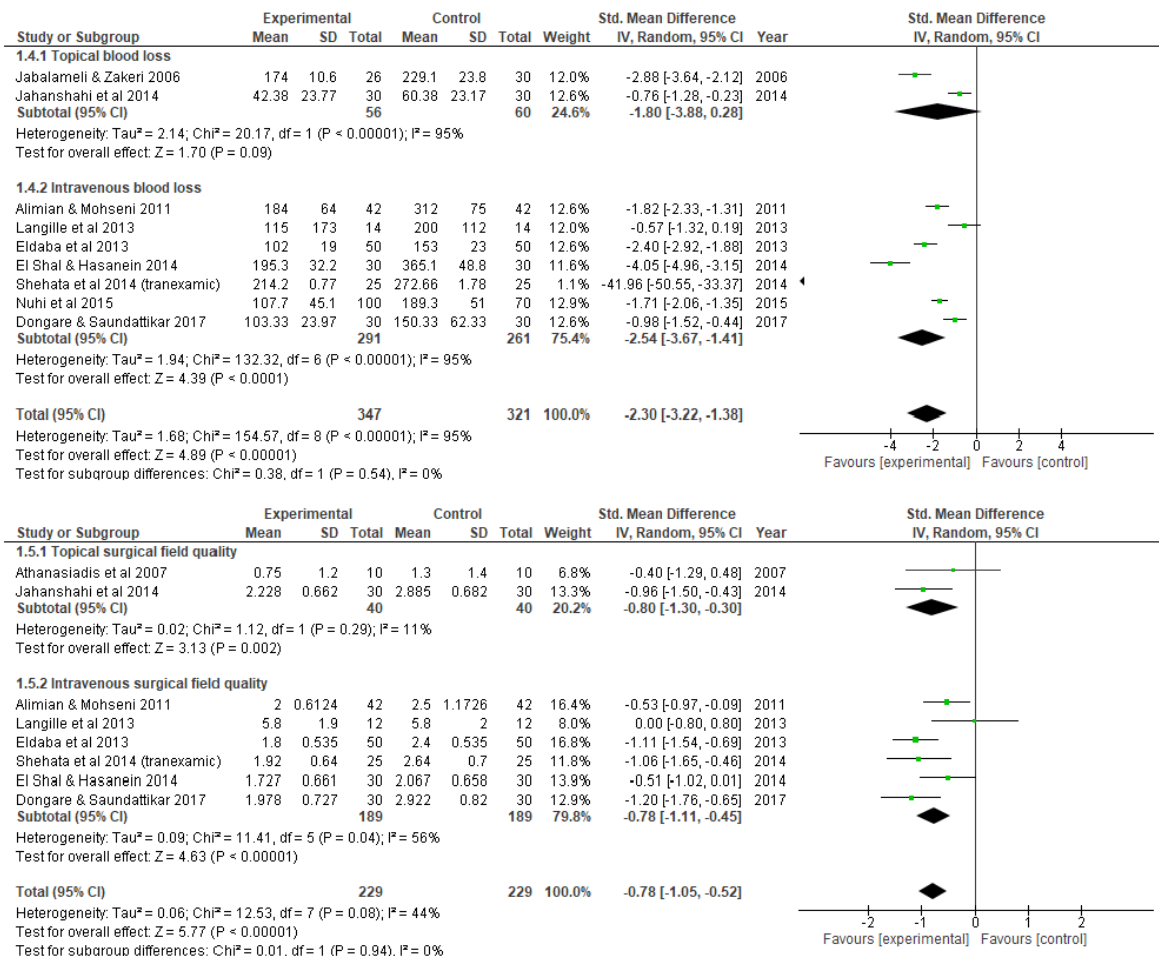 Experimental Control Std. Mean Difference Std. Mean Difference
Study or Subgroup Mean SD Total Mean SD Total Weight IV, Random, 95% CI Year IV, Random, 95% CI
1.4.1 Topical blood loss
Jabalameli & Zakeri 2006 174 10.6 26 229.1 23.8 30 12.0% -2.88 [-3.64, -2.12] 2006
Jahanshahi et al 2014 42.38 23.77 30 60.38 23.17 30 12.6% -0.76 [-1.28, -0.23] 2014
Subtotal (95% CI) 56 60 24.6% -1.80 [-3.88, 0.28]
Heterogeneity: Tau² = 2.14; Chi² = 20.17, df = 1 (P < 0.00001); I² = 95%
Test for overall effect: Z = 1.70 (P = 0.09)
1.4.2 Intravenous blood loss
Alimian & Mohseni 2011 184 64 42 312 75 42 12.6% -1.82 [-2.33, -1.31] 2011
Langille et al 2013 115 173 14 200 112 14 12.0% -0.57 [-1.32, 0.19] 2013
Eldaba et al 2013 102 19 50 153 23 50 12.6% -2.40 [-2.92, -1.88] 2013
El Shal & Hasanein 2014 195.3 32.2 30 365.1 48.8 30 11.6% -4.05 [-4.96, -3.15] 2014
Shehata et al 2014 (tranexamic) 214.2 0.77 25 272.66 1.78 25 1.1% -41.96 [-50.55, -33.37] 2014
Nuhi et al 2015 107.7 45.1 100 189.3 51 70 12.9% -1.71 [-2.06, -1.35] 2015
Dongare & Saundattikar 2017 103.33 23.97 30 150.33 62.33 30 12.6% -0.98 [-1.52, -0.44] 2017
Subtotal (95% CI) 291 261 75.4% -2.54 [-3.67, -1.41]
Heterogeneity: Tau² = 1.94; Chi² = 132.32, df = 6 (P < 0.00001); I² = 95%
Test for overall effect: Z = 4.39 (P < 0.0001)
Total (95% CI) 347 321 100.0% -2.30 [-3.22, -1.38]
Heterogeneity: Tau² = 1.68; Chi² = 154.57, df = 8 (P < 0.00001); I² = 95%
Test for overall effect: Z = 4.89 (P < 0.00001)
Test for subgroup differences: Chi² = 0.38, df = 1 (P = 0.54), I² = 0%
-4 -2 0 2 4
Favours [experimental] Favours [control]
Experimental Control Std. Mean Difference Std. Mean Difference
Study or Subgroup Mean SD Total Mean SD Total Weight IV, Random, 95% CI Year IV, Random, 95% CI
1.5.1 Topical surgical field quality
Athanasiadis et al 2007 0.75 1.2 10 1.3 1.4 10 6.8% -0.40 [-1.29, 0.48] 2007
Jahanshahi et al 2014 2.228 0.662 30 2.885 0.682 30 13.3% -0.96 [-1.50, -0.43] 2014
Subtotal (95% CI) 40 40 20.2% -0.80 [-1.30, -0.30]
Heterogeneity: Tau² = 0.02; Chi² = 1.12, df = 1 (P = 0.29); I² = 11%
Test for overall effect: Z = 3.13 (P = 0.002)
1.5.2 Intravenous surgical field quality
Alimian & Mohseni 2011 2 0.6124 42 2.5 1.1726 42 16.4% -0.53 [-0.97, -0.09] 2011
Langille et al 2013 5.8 1.9 12 5.8 2 12 8.0% 0.00 [-0.80, 0.80] 2013
Eldaba et al 2013 1.8 0.535 50 2.4 0.535 50 16.8% -1.11 [-1.54, -0.69] 2013
Shehata et al 2014 (tranexamic) 1.92 0.64 25 2.64 0.7 25 11.8% -1.06 [-1.65, -0.46] 2014
El Shal & Hasanein 2014 1.727 0.661 30 2.067 0.658 30 13.9% -0.51 [-1.02, 0.01] 2014
Dongare & Saundattikar 2017 1.978 0.727 30 2.922 0.82 30 12.9% -1.20 [-1.76, -0.65] 2017
Subtotal (95% CI) 189 189 79.8% -0.78 [-1.11, -0.45]
Heterogeneity: Tau² = 0.09; Chi² = 11.41, df = 5 (P = 0.04); I² = 56%
Test for overall effect: Z = 4.63 (P < 0.00001)
Total (95% CI) 229 229 100.0% -0.78 [-1.05, -0.52]
Heterogeneity: Tau² = 0.06; Chi² = 12.53, df = 7 (P = 0.08); I² = 44%
Test for overall effect: Z = 5.77 (P < 0.00001)
Test for subgroup differences: Chi² = 0.01, df = 1 (P = 0.94), I² = 0%
-2 -1 0 1 2
Favours [experimental] Favours [control]